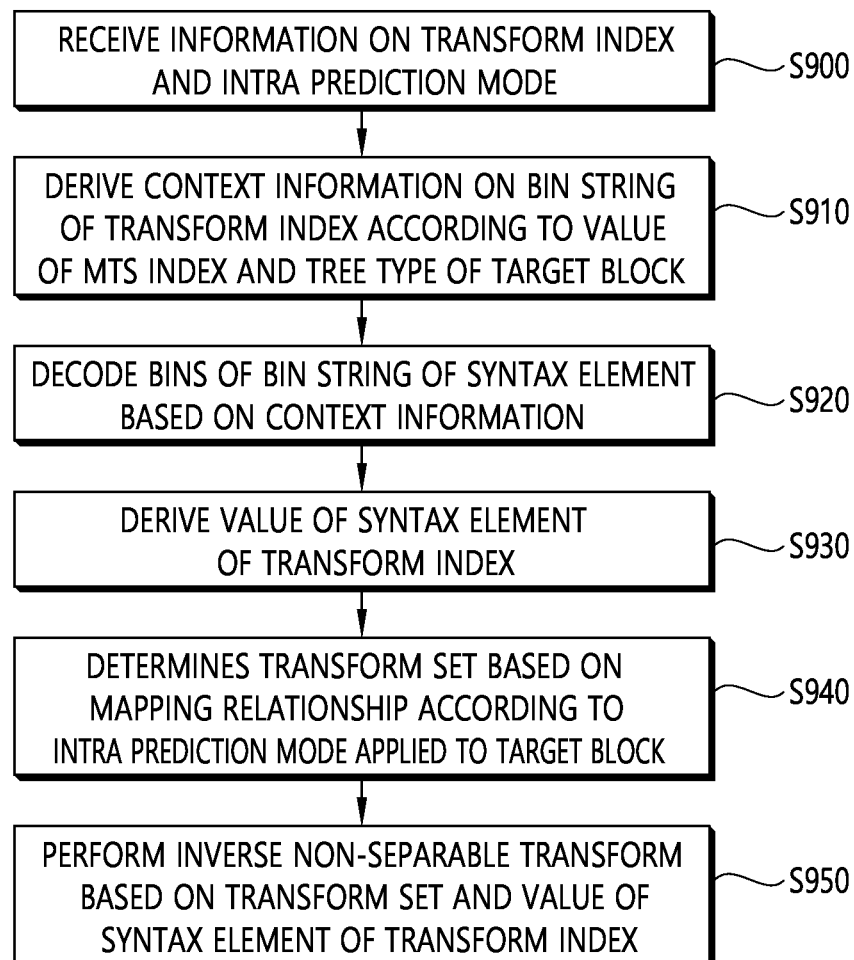 RECEIVE INFORMATION ON TRANSFORM INDEX
AND INTRA PREDICTION MODE
S900
DERIVE CONTEXT INFORMATION ON BIN STRING
OF TRANSFORM INDEX ACCORDING TO VALUE
OF MTS INDEX AND TREE TYPE OF TARGET BLOCK
S910
DECODE BINS OF BIN STRING OF SYNTAX ELEMENT
BASED ON CONTEXT INFORMATION
S920
DERIVE VALUE OF SYNTAX ELEMENT
OF TRANSFORM INDEX
S930
DETERMINES TRANSFORM SET BASED ON
MAPPING RELATIONSHIP ACCORDING TO
INTRA PREDICTION MODE APPLIED TO TARGET BLOCK
S940
PERFORM INVERSE NON-SEPARABLE TRANSFORM
BASED ON TRANSFORM SET AND VALUE OF
SYNTAX ELEMENT OF TRANSFORM INDEX
S950